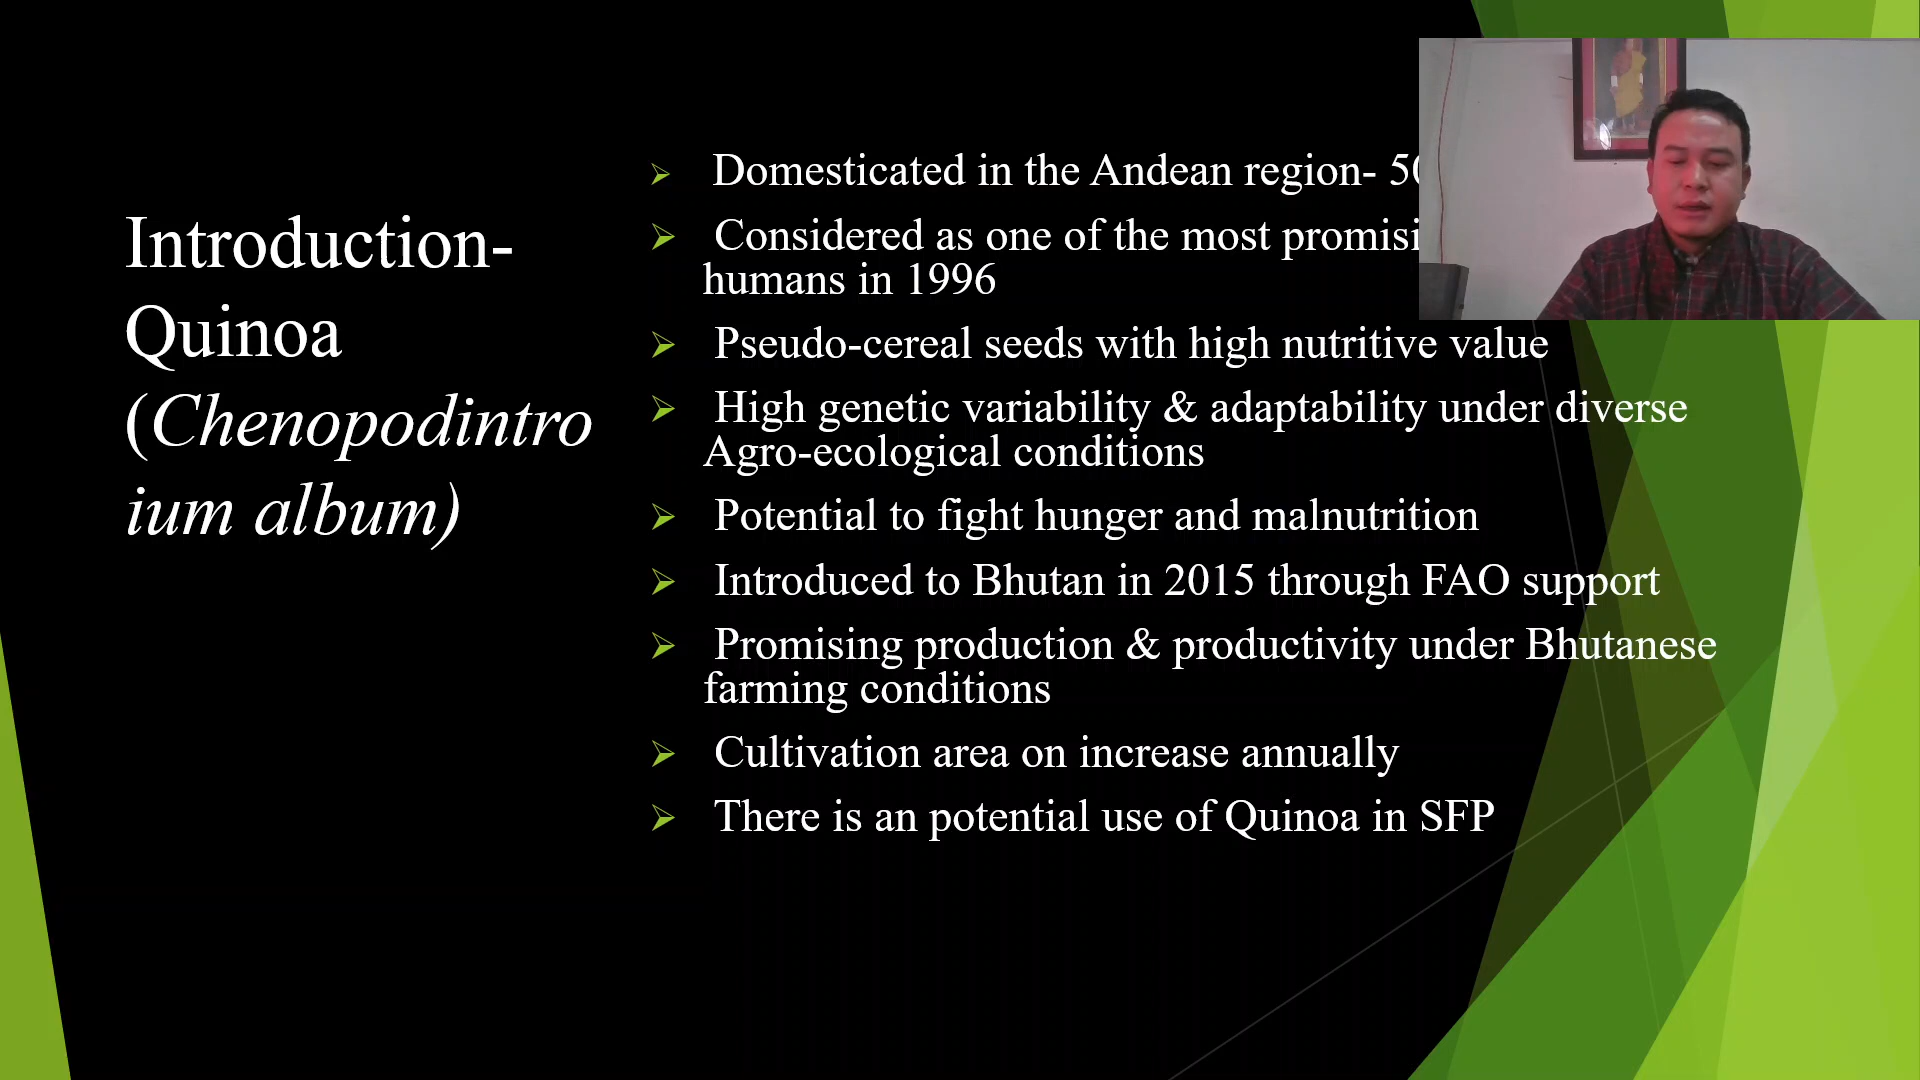 Introduction-
Quinoa
(Chenopodintro
ium album)
Domesticated in the Andean region-
Considered as one of the most
humans in 1996
Pseudo-cereal seeds with high nutritive value
High genetic variability & adaptability under diverse
Agro-ecological conditions
Potential to fight hunger and malnutrition
Introduced to Bhutan in 2015 through FAO support
Promising production & productivity under Bhutanese
farming conditions
Cultivation area on increase annually
There is an potential use of Quinoa in SFP